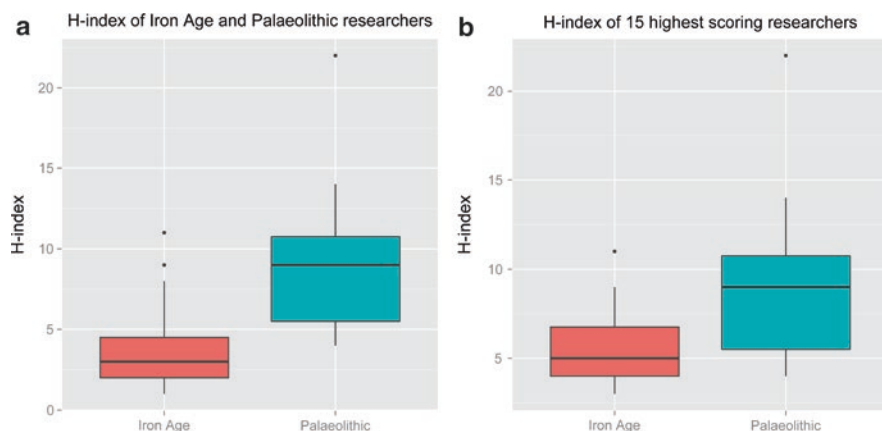 a
H-index of Iron Age and Palaeolithic researchers
H-index
20
15
10
5
0
Iron Age
Palaeolithic
b
H-index of 15 highest scoring researchers
H-index
20
15
10
5
Iron Age
Palaeolithic